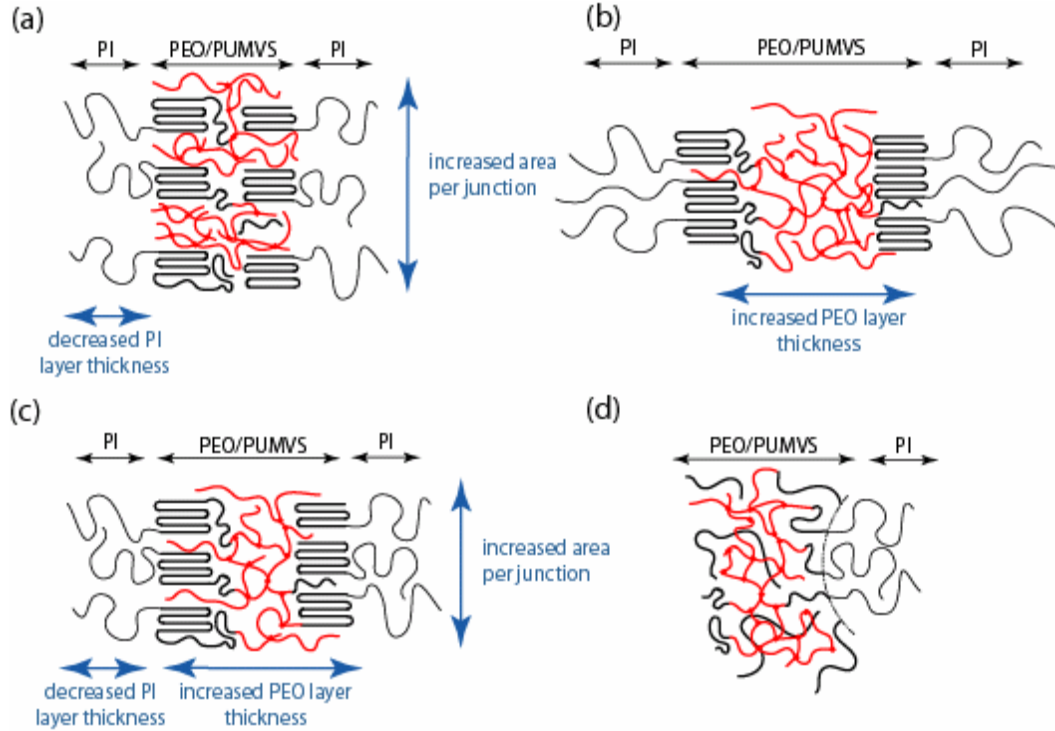 (a)
PI
PEO/PUMVS
PI
increased area
per junction
decreased PI
layer thickness
(b)
PI
PEO/PUMVS
PI
increased PEO layer
thickness
(c)
PI
PEO/PUMVS
PI
increased area
per junction
decreased PI
layer thickness
increased PEO layer
thickness
(d)
PEO/PUMVS
PI